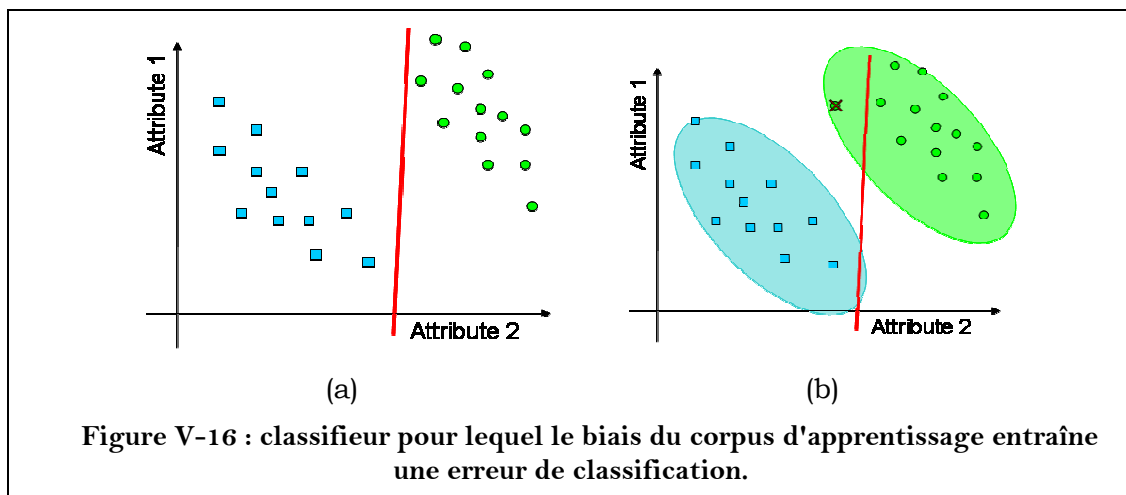 Attribute 1
Attribute 2
(a)
Attribute 1
Attribute 2
(b)
Figure V-16 : classifieur pour lequel le biais du corpus d'apprentissage entraîne
une erreur de classification.